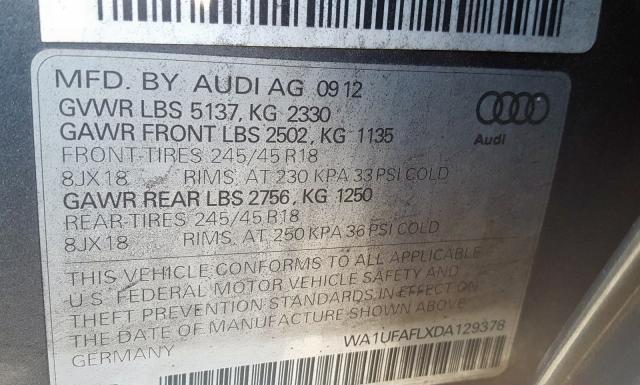 MFD. BY AUDI AG 09 12
GVWR LBS 5137, KG 2330
GAWR FRONT LBS 2502, KG 1135
FRONT-TIRES 245/45 R18
8JX18 RIMS, AT 230 KPA 33 PSI COLD
GAWR REAR LBS 2756, KG 1250
REAR-TIRES 245/45 R18
8JX18 RIMS, AT 250 KPA 36 PSI COLD
Audi
THIS VEHICLE CONFORMS TO ALL APPLICABLE
U.S. FEDERAL MOTOR VEHICLE SAFETY AND
THEFT PREVENTION STANDARDS IN EFFECT ON
THE DATE OF MANUFACTURE SHOWN ABOVE
GERMANY
WA1UFAFLXDA129378